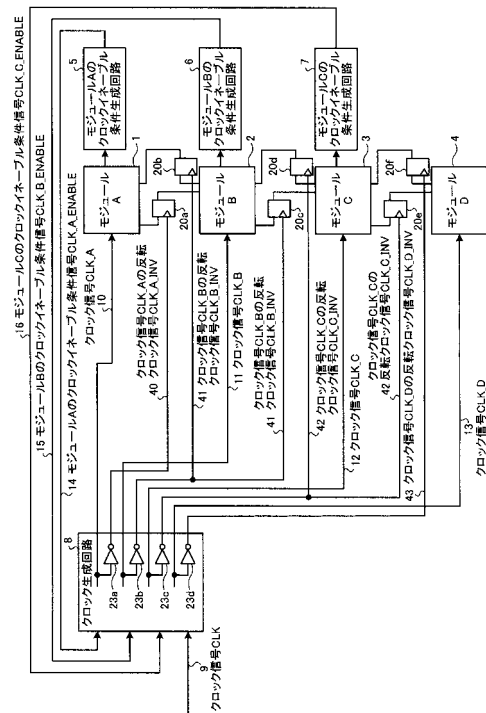 16 モジュールCのクロックイネーブル条件信号CLK_C_ENABLE
15 モジュールBのクロックイネーブル条件信号CLK_B_ENABLE
14 モジュールAのクロックイネーブル条件信号CLK_A_ENABLE
8
クロック生成回路
23a
23b
23c
23d
9
クロック信号CLK
クロック信号CLK_A
10
クロック信号CLK_Aの反転
40 クロック信号CLK_A_INV
41 クロック信号CLK_Bの反転
クロック信号CLK_B_INV
11 クロック信号CLK_B
クロック信号CLK_Bの反転
41 クロック信号CLK_B_INV
42 クロック信号CLK_Cの反転
クロック信号CLK_C_INV
12 クロック信号CLK_C
クロック信号CLK_Cの
42 反転クロック信号CLK_C_INV
43 クロック信号CLK_Dの反転クロック信号CLK_D_INV
13
クロック信号CLK_D
モジュール
A
1
20a
20b
モジュール
B
2
20c
20d
モジュール
C
3
20e
20f
モジュール
D
4
5
モジュールAの
クロックイネーブル
条件生成回路
6
モジュールBの
クロックイネーブル
条件生成回路
7
モジュールCの
クロックイネーブル
条件生成回路